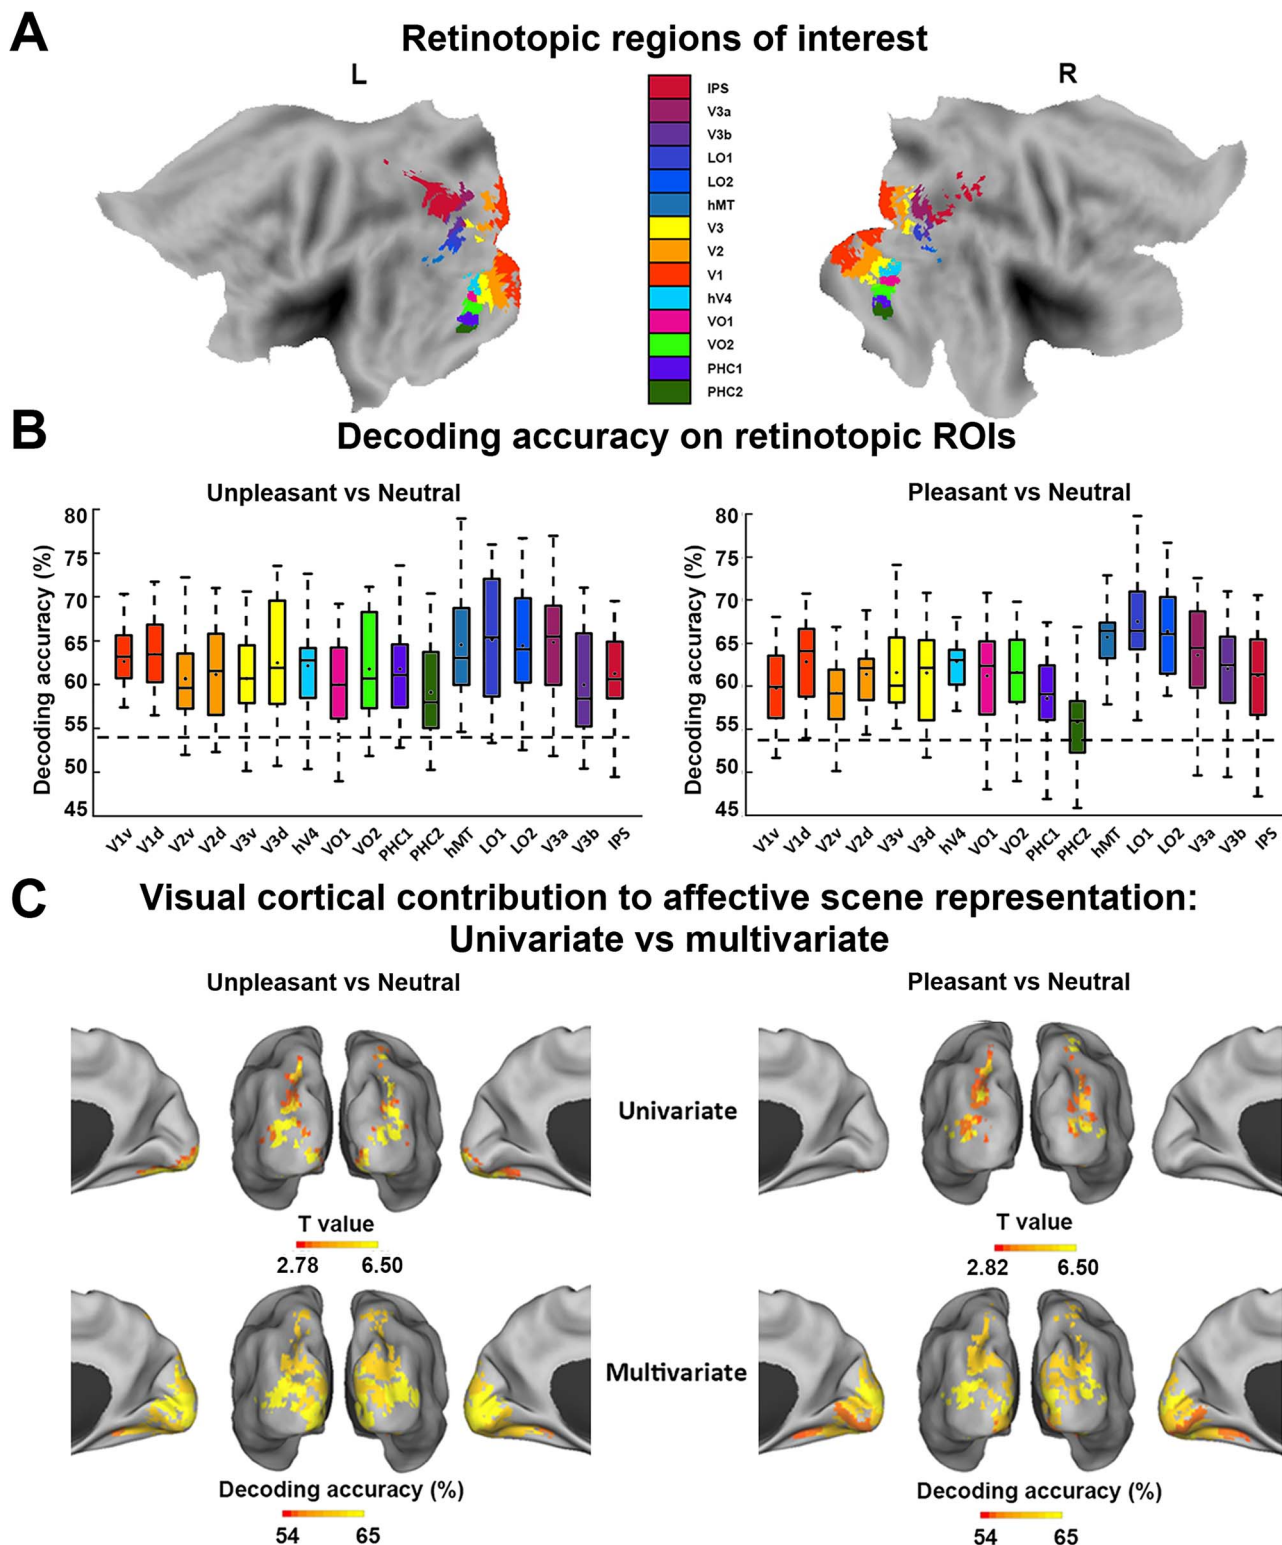 A
Retinotopic regions of interest
L
R
IPS
V3a
V3b
LO1
LO2
hMT
V3
V2
V1
hV4
VO1
VO2
PHC1
PHC2
B
Decoding accuracy on retinotopic ROIs
Unpleasant vs Neutral
Decoding accuracy (%)
80
75
70
65
60
55
50
45
V1v V1d V2v V2d V3v V3d hV4 VO1 VO2 PHC1 PHC2 hMT LO1 LO2 V3a V3b IPS
Pleasant vs Neutral
Decoding accuracy (%)
80
75
70
65
60
55
50
45
V1v V1d V2v V2d V3v V3d hV4 VO1 VO2 PHC1 PHC2 hMT LO1 LO2 V3a V3b IPS
C
Visual cortical contribution to affective scene representation:
Univariate vs multivariate
Unpleasant vs Neutral
Pleasant vs Neutral
Univariate
T value
2.78 6.50
T value
2.82 6.50
Multivariate
Decoding accuracy (%)
54 65
Decoding accuracy (%)
54 65